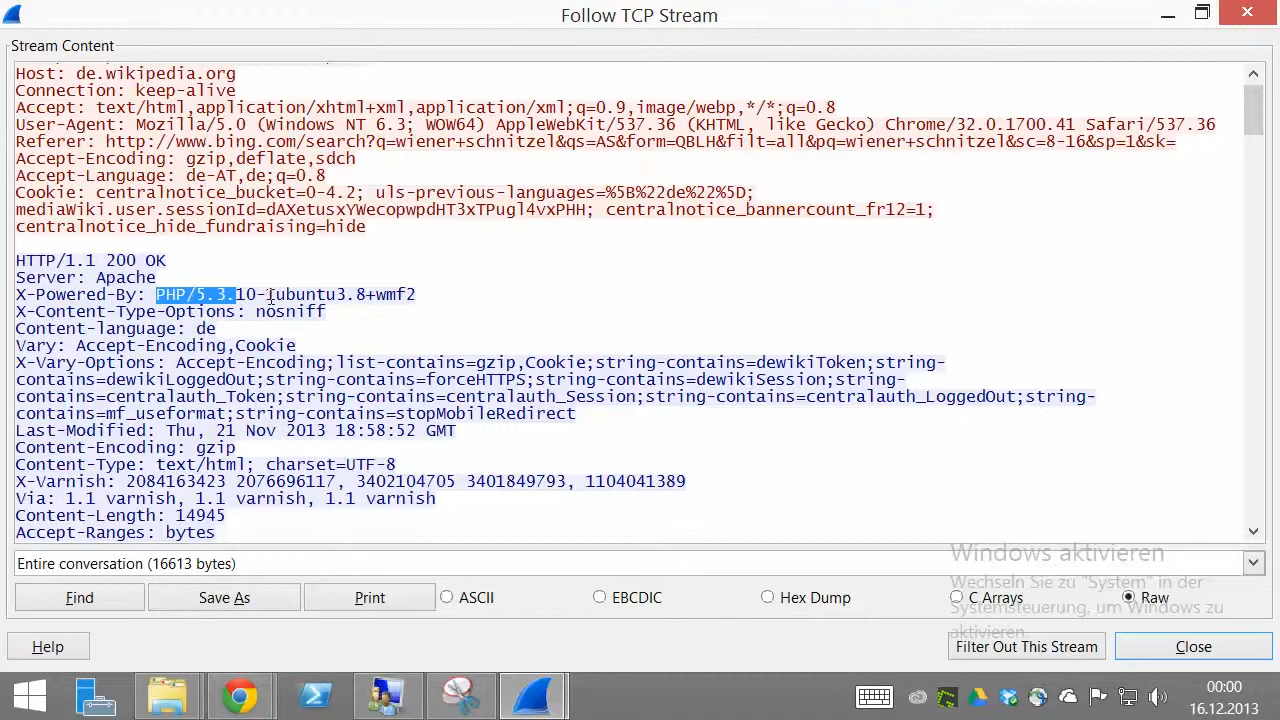 Follow TCP Stream
Stream Content
Host: de.wikipedia.org
Connection: keep-alive
Accept: text/html,application/xhtml+xml,application/xml;q=0.9,image/webp,*/*;q=0.8
User-Agent: Mozilla/5.0 (Windows NT 6.3; WOW64) AppleWebKit/537.36 (KHTML, like Gecko) Chrome/32.0.1700.41 Safari/537.36
Referer: http://www.bing.com/search?q=wiener+schnitzel&qs=AS&form=QBLH&filt=all&pq=wiener+schnitzel&sc=8-16&sp=1&sk=
Accept-Encoding: gzip,deflate,sdch
Accept-Language: de-AT,de;q=0.8
Cookie: centralnotice_bucket=0-4.2; uls-previous-languages=%5B%22de%22%5D;
mediaWiki.user.sessionId=dAXetusxYWecopwpdHT3xTPugl4vxPHH; centralnotice_bannercount_fr12=1;
centralnotice_hide_fundraising=hide
HTTP/1.1 200 OK
Server: Apache
X-Powered-By: PHP/5.3.10-1ubuntu3.8+wmf2
X-Content-Type-Options: nosniff
Content-language: de
Vary: Accept-Encoding,Cookie
X-Vary-Options: Accept-Encoding;list-contains=gzip,Cookie;string-contains=dewikiToken;string-
contains=dewikiLoggedOut;string-contains=forceHTTPS;string-contains=dewikiSession;string-
contains=centralauth_Token;string-contains=centralauth_Session;string-contains=centralauth_LoggedOut;string-
contains=mf_useformat;string-contains=stopMobileRedirect
Last-Modified: Thu, 21 Nov 2013 18:58:52 GMT
Content-Encoding: gzip
Content-Type: text/html; charset=UTF-8
X-Varnish: 2084163423 2076696117, 3402104705 3401849793, 1104041389
Via: 1.1 varnish, 1.1 varnish, 1.1 varnish
Content-Length: 14945
Accept-Ranges: bytes
Entire conversation (16613 bytes)
Windows aktivieren
Wechseln Sie zu "System" in der
Systemsteuerung, um Windows zu
aktivieren.
Find Save As Print ASCII EBCDIC Hex Dump C Arrays Raw
Help Filter Out This Stream Close
00:00
16.12.2013